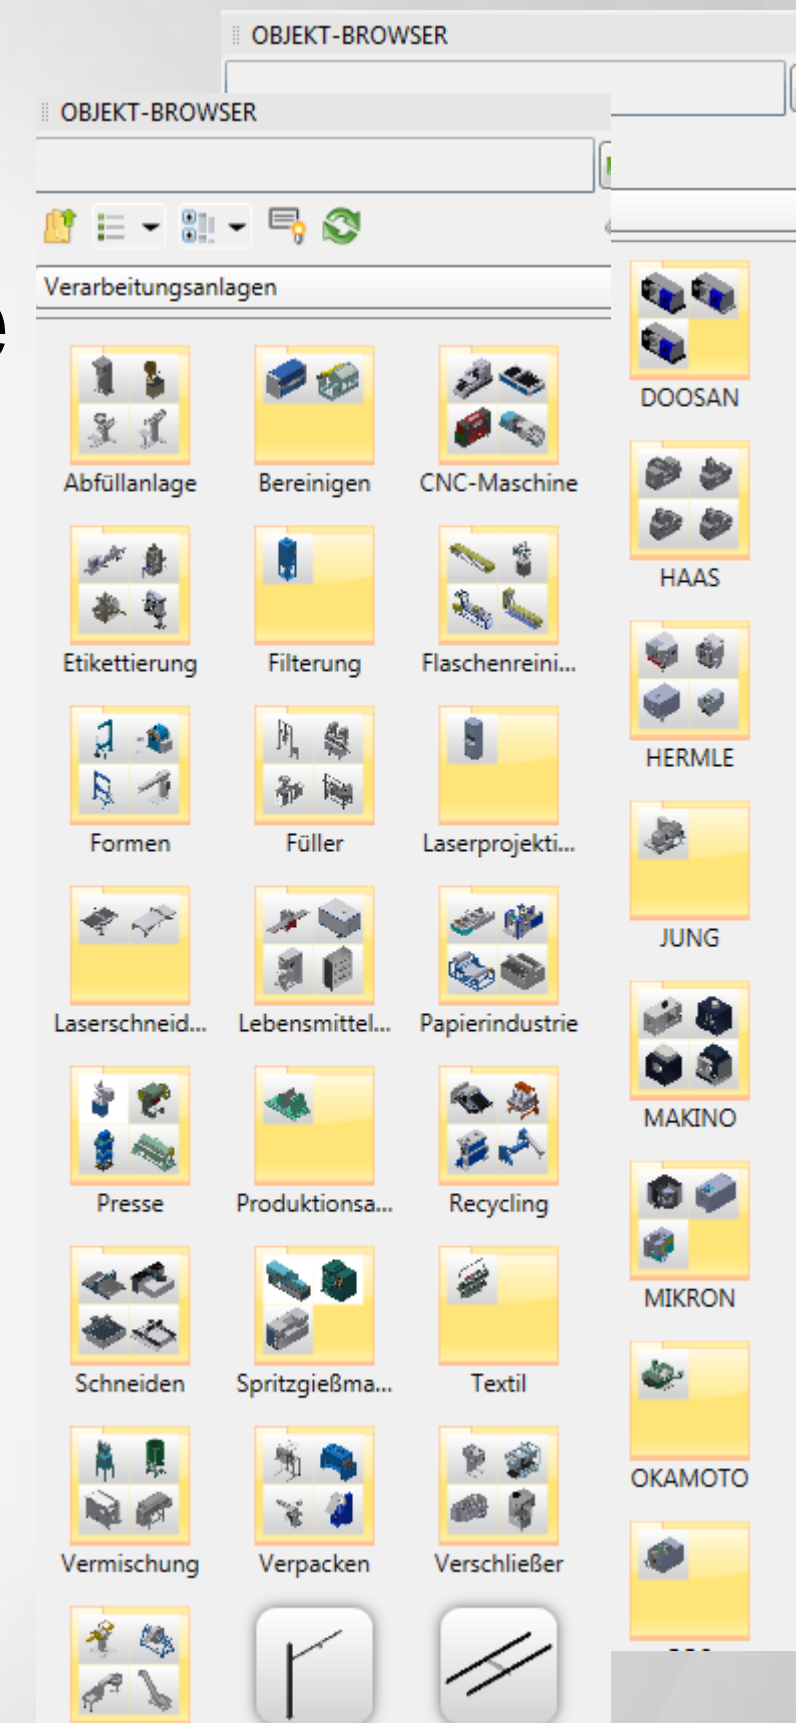 OBJEKT-BROWSER
OBJEKT-BROWSER
Verarbeitungsanlagen
e
Abfüllanlage Bereinigen CNC-Maschine
Etikettierung Filterung Flaschenreini...
Formen Füller Laserprojekti...
Laserschneid... Lebensmittel... Papierindustrie
Presse Produktionsa... Recycling
Schneiden Spritzgießma... Textil
Vermischung Verpacken Verschließer
DOOSAN
HAAS
HERMLE
JUNG
MAKINO
MIKRON
OKAMOTO